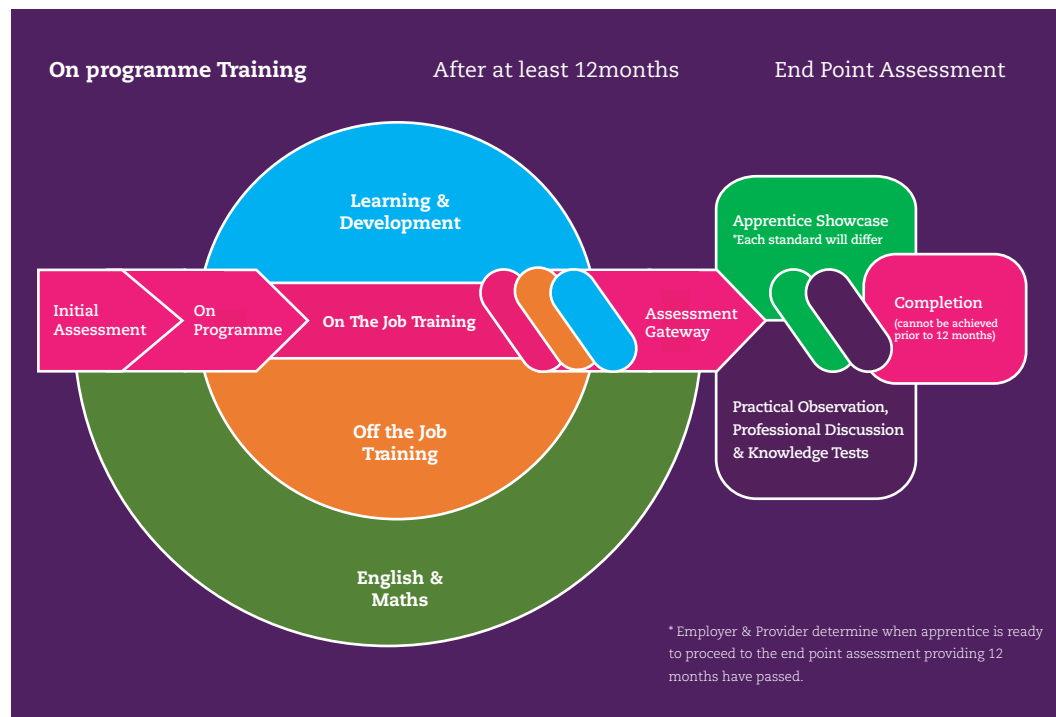 On programme Training
After at least 12months
End Point Assessment
Learning &
Development
Initial
Assessment
On
Programme
On The Job Training
Assessment
Gateway
Apprentice Showcase
*Each standard will differ
Completion
(cannot be achieved
prior to 12 months)
Off the Job
Training
Practical Observation,
Professional Discussion
& Knowledge Tests
English &
Maths
* Employer & Provider determine when apprentice is ready
to proceed to the end point assessment providing 12
months have passed.